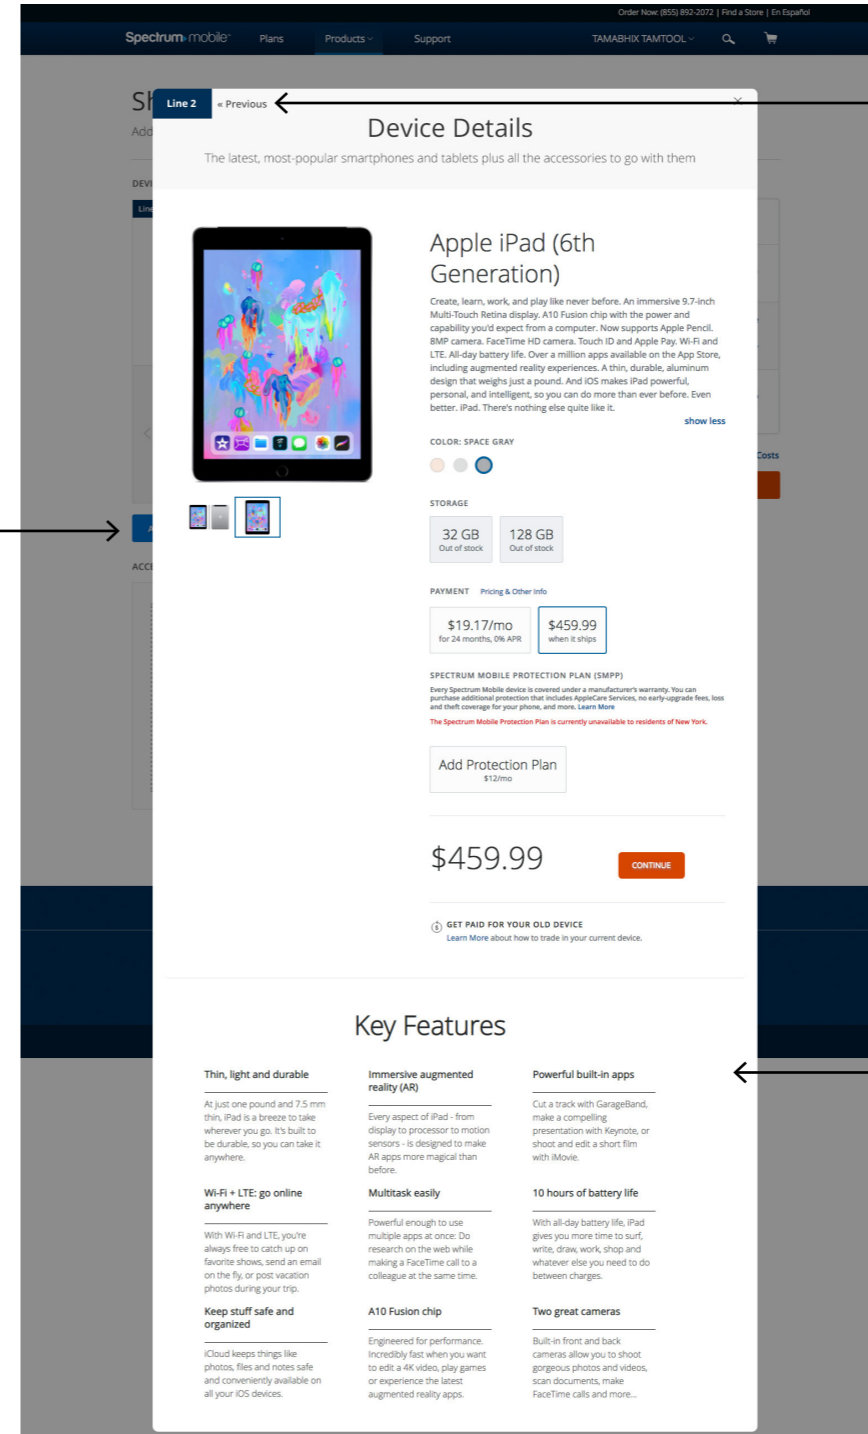 Order Now: (855) 892-2072 | Find a Store | En Español
Spectrum mobile Plans Products Support TAMABHIX TAMTOOL
Sh
Line 2 « Previous
Add
Device Details
The latest, most-popular smartphones and tablets plus all the accessories to go with them
DEVI
Line
Apple iPad (6th
Generation)
Create, learn, work, and play like never before. An immersive 9.7-inch
Multi-Touch Retina display. A10 Fusion chip with the power and
capability you'd expect from a computer. Now supports Apple Pencil.
8MP camera. FaceTime HD camera. Touch ID and Apple Pay. Wi-Fi and
LTE. All-day battery life. Over a million apps available on the App Store,
including augmented reality experiences. A thin, durable, aluminum
design that weighs just a pound. And iOS makes iPad powerful,
personal, and intelligent, so you can do more than ever before. Even
better. iPad. There's nothing else quite like it.
show less
COLOR: SPACE GRAY
Costs
STORAGE
32 GB
Out of stock
128 GB
Out of stock
A
ACCE
PAYMENT Pricing & Other Info
$19.17/mo
for 24 months, 0% APR
$459.99
when it ships
SPECTRUM MOBILE PROTECTION PLAN (SMPP)
Every Spectrum Mobile device is covered under a manufacturer's warranty. You can
purchase additional protection that includes AppleCare Services, no early-upgrade fees, loss
and theft coverage for your phone, and more. Learn More
The Spectrum Mobile Protection Plan is currently unavailable to residents of New York.
Add Protection Plan
$12/mo
$459.99
CONTINUE
GET PAID FOR YOUR OLD DEVICE
Learn More about how to trade in your current device.
Key Features
Thin, light and durable
At just one pound and 7.5 mm
thin, iPad is a breeze to take
wherever you go. It's built to
be durable, so you can take it
anywhere.
Immersive augmented
reality (AR)
Every aspect of iPad - from
display to processor to motion
sensors - is designed to make
AR apps more magical than
before.
Powerful built-in apps
Cut a track with GarageBand,
make a compelling
presentation with Keynote, or
shoot and edit a short film
with iMovie.
Wi-Fi + LTE: go online
anywhere
With Wi-Fi and LTE, you're
always free to catch up on
favorite shows, send an email
on the fly, or post vacation
photos during your trip.
Multitask easily
Powerful enough to use
multiple apps at once: Do
research on the web while
making a FaceTime call to a
colleague at the same time.
10 hours of battery life
With all-day battery life, iPad
gives you more time to surf,
write, draw, work, shop and
whatever else you need to do
between charges.
Keep stuff safe and
organized
iCloud keeps things like
photos, files and notes safe
and conveniently available on
all your iOS devices.
A10 Fusion chip
Engineered for performance.
Incredibly fast when you want
to edit a 4K video, play games
or experience the latest
augmented reality apps.
Two great cameras
Built-in front and back
cameras allow you to shoot
gorgeous photos and videos,
scan documents, make
FaceTime calls and more...